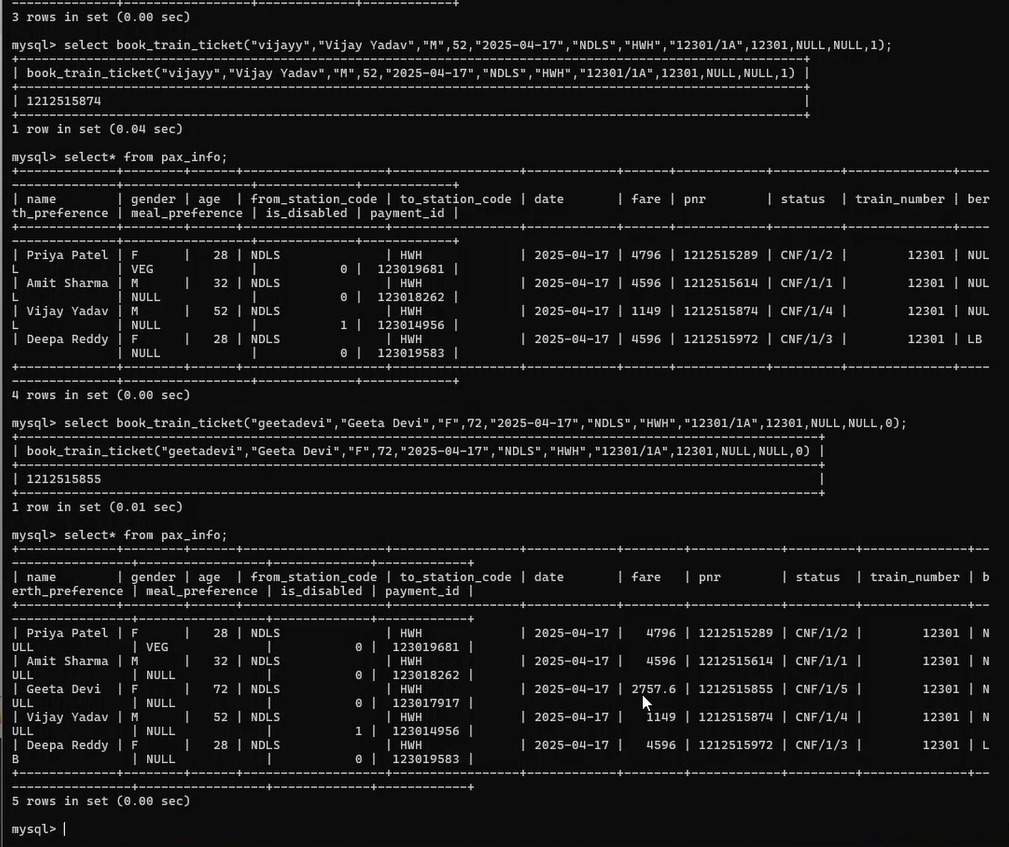 3 rows in set (0.00 sec)
mysql> select book_train_ticket("vijayy","Vijay Yadav","M",52,"2025-04-17","NDLS","HWH","12301/1A",12301,NULL,NULL,1);
| book_train_ticket("vijayy","Vijay Yadav","M",52,"2025-04-17","NDLS","HWH","12301/1A",12301,NULL,NULL,1) |
| 1212515874 |
1 row in set (0.04 sec)
mysql> select* from pax_info;
| name | gender | age | from_station_code | to_station_code | date | fare | pnr | status | train_number | ber
th_preference | meal_preference | is_disabled | payment_id |
| Priya Patel | F | 28 | NDLS | HWH | 2025-04-17 | 4796 | 1212515289 | CNF/1/2 | 12301 | NUL
L | VEG | 0 | 123019681 |
| Amit Sharma | M | 32 | NDLS | HWH | 2025-04-17 | 4596 | 1212515614 | CNF/1/1 | 12301 | NUL
L | NULL | 0 | 123018262 |
| Vijay Yadav | M | 52 | NDLS | HWH | 2025-04-17 | 1149 | 1212515874 | CNF/1/4 | 12301 | NUL
L | NULL | 1 | 123014956 |
| Deepa Reddy | F | 28 | NDLS | HWH | 2025-04-17 | 4596 | 1212515972 | CNF/1/3 | 12301 | LB
| NULL | 0 | 123019583 |
4 rows in set (0.00 sec)
mysql> select book_train_ticket("geetadevi","Geeta Devi","F",72,"2025-04-17","NDLS","HWH","12301/1A",12301,NULL,NULL,0);
| book_train_ticket("geetadevi","Geeta Devi","F",72,"2025-04-17","NDLS","HWH","12301/1A",12301,NULL,NULL,0) |
| 1212515855 |
1 row in set (0.01 sec)
mysql> select* from pax_info;
| name | gender | age | from_station_code | to_station_code | date | fare | pnr | status | train_number | b
erth_preference | meal_preference | is_disabled | payment_id |
| Priya Patel | F | 28 | NDLS | HWH | 2025-04-17 | 4796 | 1212515289 | CNF/1/2 | 12301 | N
ULL | VEG | 0 | 123019681 |
| Amit Sharma | M | 32 | NDLS | HWH | 2025-04-17 | 4596 | 1212515614 | CNF/1/1 | 12301 | N
ULL | NULL | 0 | 123018262 |
| Geeta Devi | F | 72 | NDLS | HWH | 2025-04-17 | 2757.6 | 1212515855 | CNF/1/5 | 12301 | N
ULL | NULL | 0 | 123017917 |
| Vijay Yadav | M | 52 | NDLS | HWH | 2025-04-17 | 1149 | 1212515874 | CNF/1/4 | 12301 | N
ULL | NULL | 1 | 123014956 |
| Deepa Reddy | F | 28 | NDLS | HWH | 2025-04-17 | 4596 | 1212515972 | CNF/1/3 | 12301 | L
B | NULL | 0 | 123019583 |
5 rows in set (0.00 sec)
mysql>